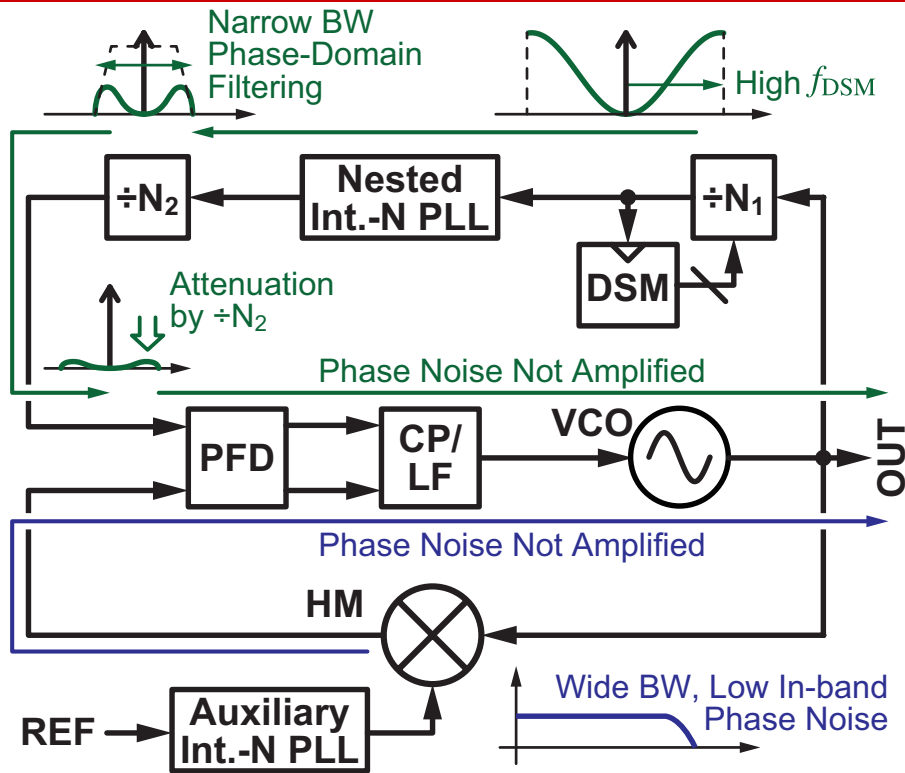 Narrow BW
Phase-Domain
Filtering
High fDSM
÷N2
Nested
Int.-N PLL
÷N1
DSM
Attenuation
by ÷N2
Phase Noise Not Amplified
PFD
CP/
LF
VCO
OUT
Phase Noise Not Amplified
HM
Wide BW, Low In-band
Phase Noise
REF
Auxiliary
Int.-N PLL